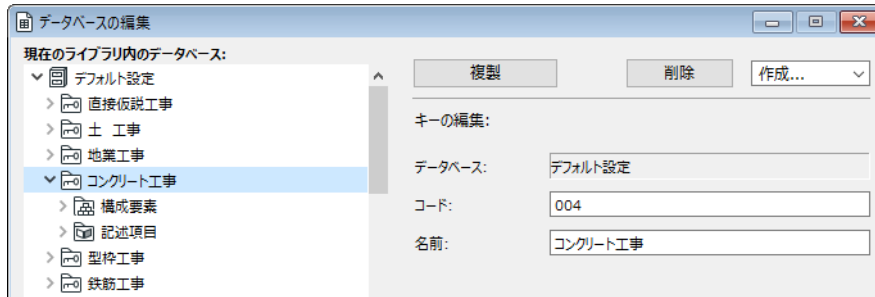 データベースの編集
現在のライブラリ内のデータベース:
デフォルト設定
直接仮説工事
土 工事
地業工事
コンクリート工事
構成要素
記述項目
型枠工事
鉄筋工事
複製 削除 作成...
キーの編集:
データベース: デフォルト設定
コード: 004
名前: コンクリート工事